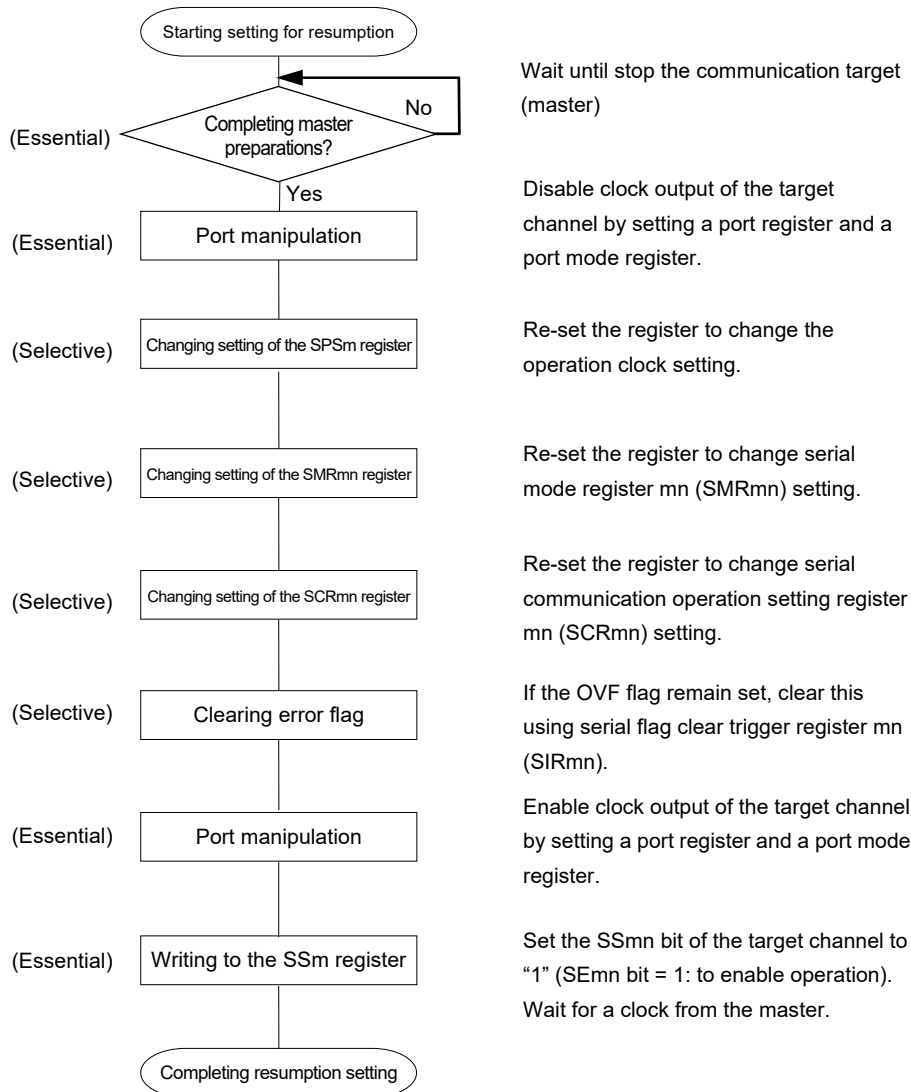 Starting setting for resumption
Wait until stop the communication target
(master)
No
(Essential)
Completing master
preparations?
Yes
Disable clock output of the target
channel by setting a port register and a
port mode register.
(Essential)
Port manipulation
Re-set the register to change the
operation clock setting.
(Selective)
Changing setting of the SPSm register
Re-set the register to change serial
mode register mn (SMRmn) setting.
(Selective)
Changing setting of the SMRmn register
Re-set the register to change serial
communication operation setting register
mn (SCRmn) setting.
(Selective)
Changing setting of the SCRmn register
If the OVF flag remain set, clear this
using serial flag clear trigger register mn
(SIRmn).
(Selective)
Clearing error flag
Enable clock output of the target channel
by setting a port register and a port mode
register.
(Essential)
Port manipulation
Set the SSmn bit of the target channel to
“1” (SEmn bit = 1: to enable operation).
Wait for a clock from the master.
(Essential)
Writing to the SSm register
Completing resumption setting